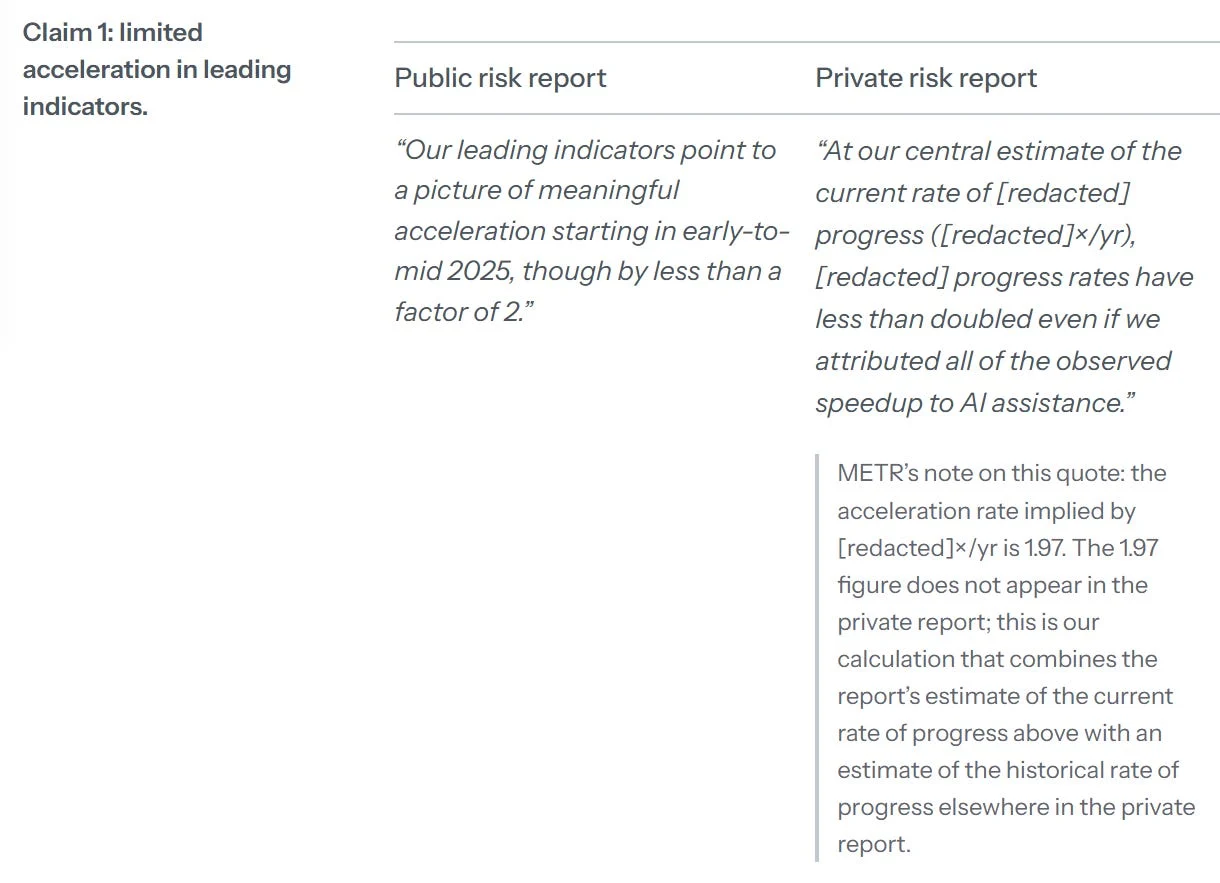 Claim 1: limited
acceleration in leading
indicators.
Public risk report
Private risk report
“Our leading indicators point to
a picture of meaningful
acceleration starting in early-to-
mid 2025, though by less than a
factor of 2.”
“At our central estimate of the
current rate of [redacted]
progress ([redacted]×/yr),
[redacted] progress rates have
less than doubled even if we
attributed all of the observed
speedup to AI assistance.”
METR’s note on this quote: the
acceleration rate implied by
[redacted]×/yr is 1.97. The 1.97
figure does not appear in the
private report; this is our
calculation that combines the
report’s estimate of the current
rate of progress above with an
estimate of the historical rate of
progress elsewhere in the private
report.